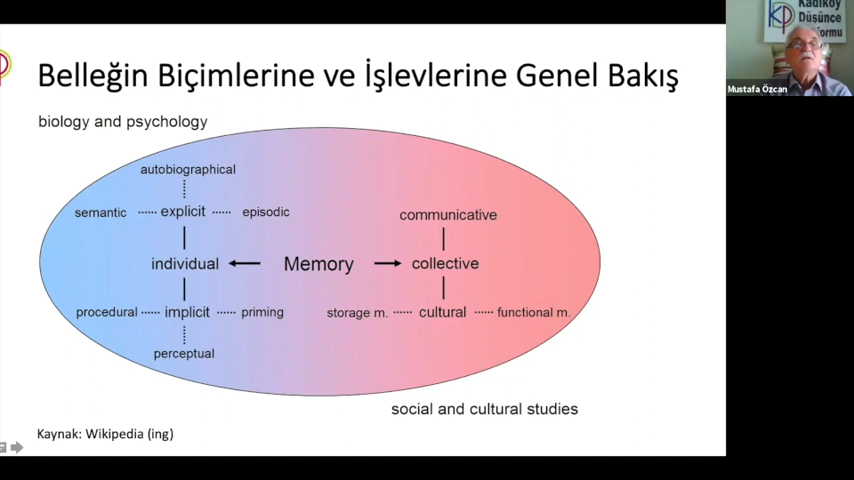 Belleğin Biçimlerine ve İşlevlerine Genel Bakış
biology and psychology
autobiographical
semantic explicit episodic
communicative
individual Memory collective
procedural implicit priming
storage m. cultural functional m.
perceptual
social and cultural studies
Kaynak: Wikipedia (ing)
Kadıköy
Düşünce
Mustafa Özcan